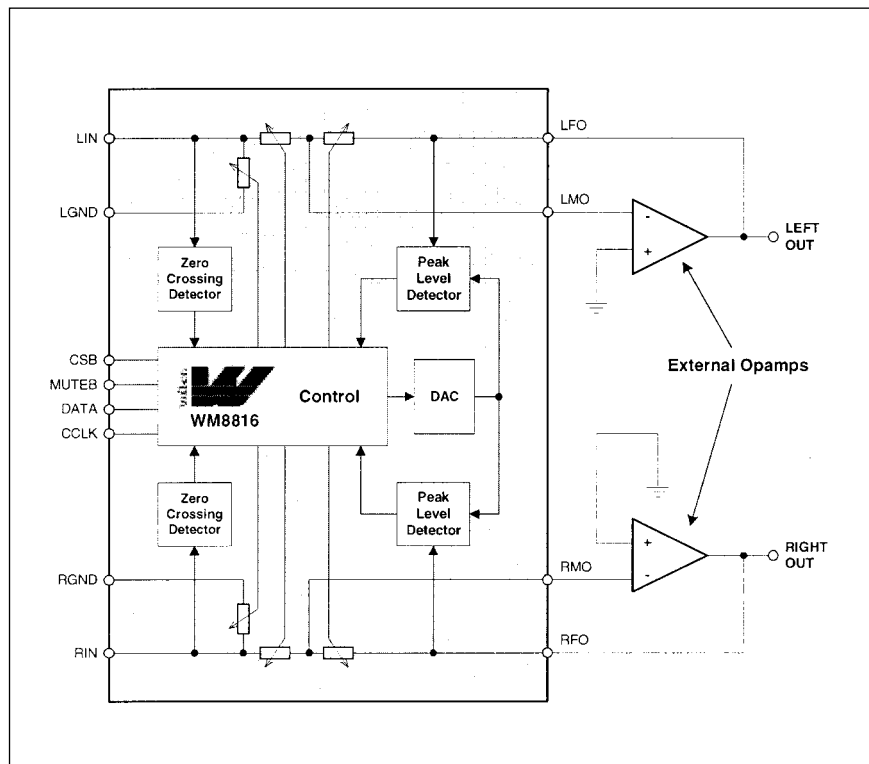 LIN
LFO
LGND
LMO
LEFT
OUT
Zero
Crossing
Detector
Peak
Level
Detector
CSB
MUTEB
DATA
CCLK
WM8816
Control
DAC
External Opamps
Zero
Crossing
Detector
Peak
Level
Detector
RIGHT
OUT
RGND
RMO
RIN
RFO
-
+
+
-